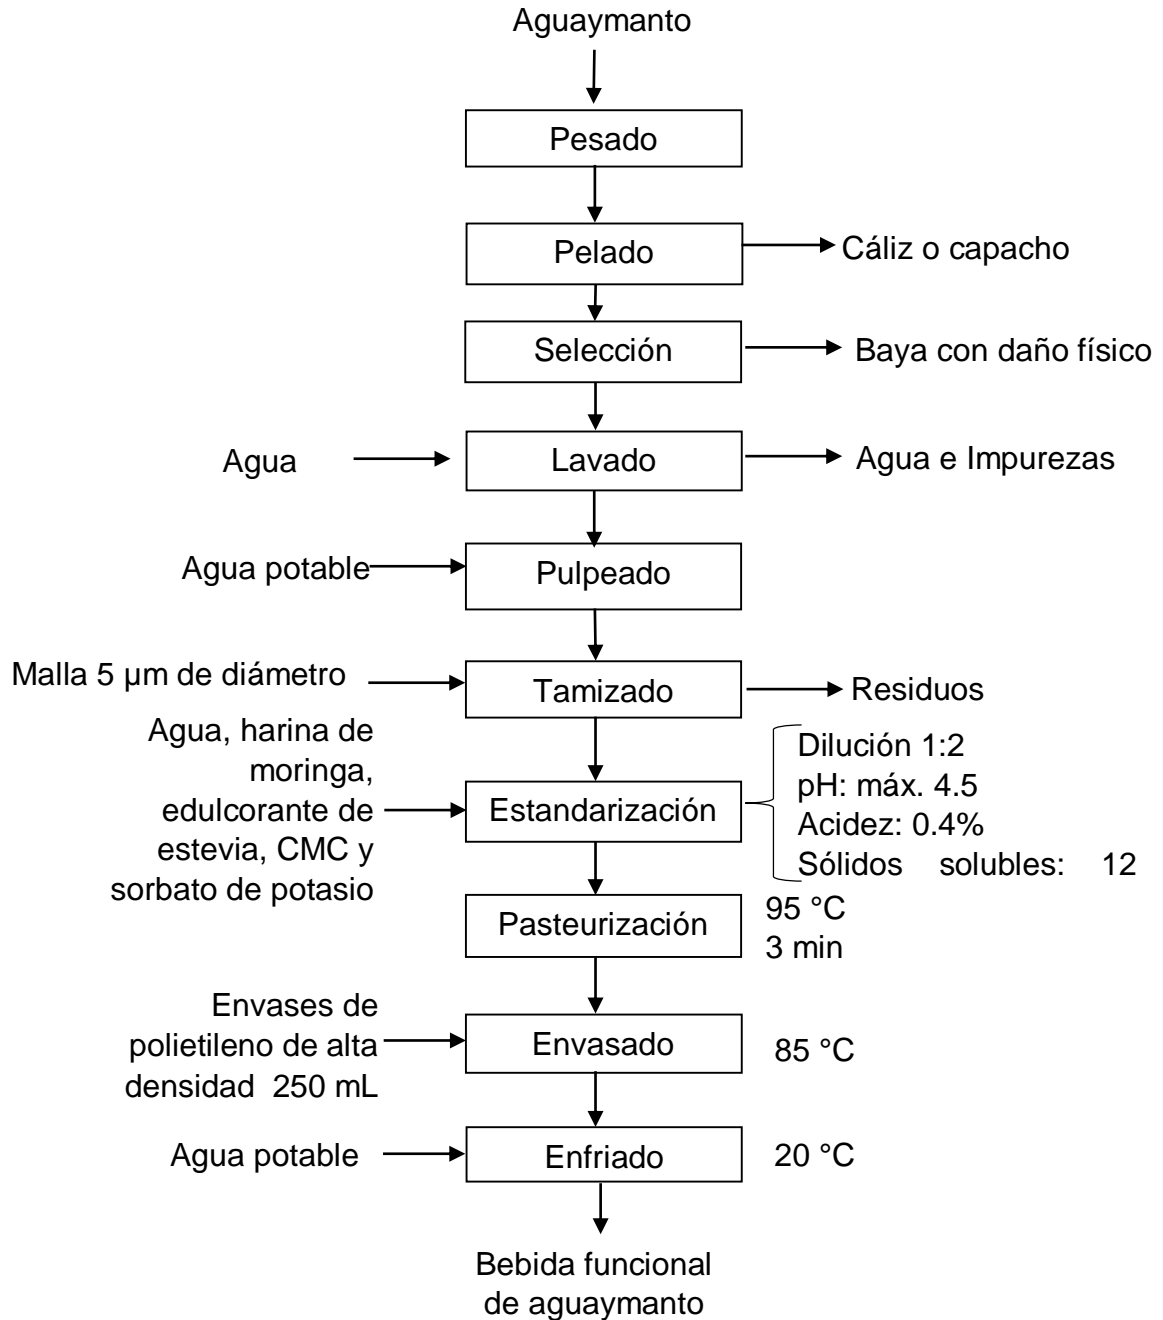 Aguaymanto
Pesado
Pelado
Cáliz o capacho
Selección
Baya con daño físico
Agua
Lavado
Agua e Impurezas
Agua potable
Pulpeado
Malla 5 µm de diámetro
Tamizado
Residuos
Agua, harina de
moringa,
edulcorante de
estevia, CMC y
sorbato de potasio
Estandarización
Dilución 1:2
pH: máx. 4.5
Acidez: 0.4%
Sólidos solubles: 12
Pasteurización
95 °C
3 min
Envases de
polietileno de alta
densidad 250 mL
Envasado
85 °C
Agua potable
Enfriado
20 °C
Bebida funcional
de aguaymanto